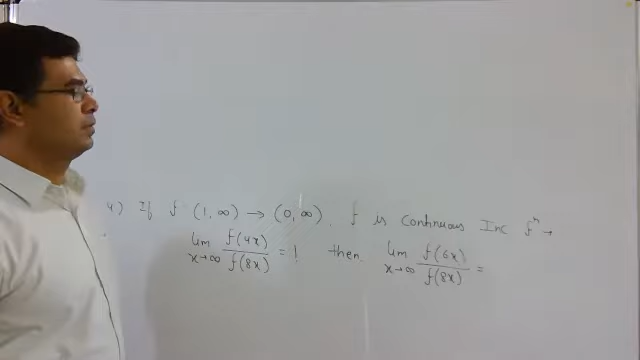 4) If f (1, ∞) → (0, ∞). f is Continuous Inc fⁿ →
lim x→∞ f(4x)/f(8x) = 1 then lim x→∞ f(6x)/f(8x) =